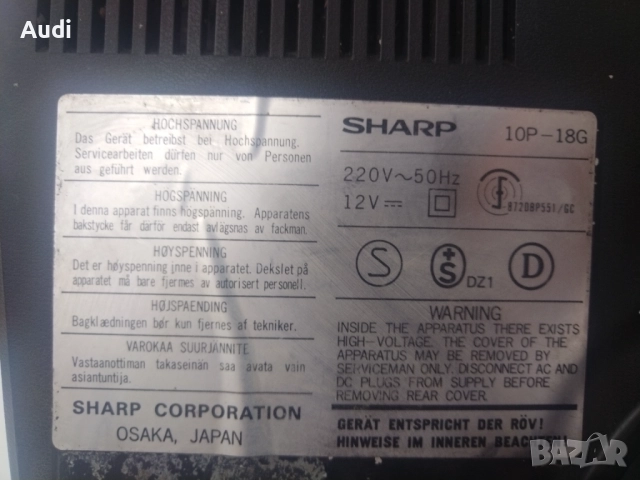 Audi
HOCHSPANNUNG
Das Gerät betreibst bei Hochspannung.
Servicearbeiten dürfen nur von Personen
aus geführt werden.
HÖGSPÄNNING
I denna apparat finns högspänning. Apparatens
bakstycke får därför endast avlägsnas av fackman.
HØYSPENNING
Det er høyspenning inne i apparatet. Dekslet på
apparatet må bare fjernes av autorisert personell.
HØJSPAENDING
Bagklædningen bør kun fjernes af tekniker.
VAROKAA SUURJÄNNITE
Vastaanottiman takaseinän saa avata vain
asiantuntija.
SHARP CORPORATION
OSAKA, JAPAN
SHARP 10P-18G
220V～50Hz
12V
8720BP551/GC
S
S
DZ1
D
WARNING
INSIDE THE APPARATUS THERE EXISTS
HIGH-VOLTAGE. THE COVER OF THE
APPARATUS MAY BE REMOVED BY
SERVICEMAN ONLY. DISCONNECT AC AND
DC PLUGS FROM SUPPLY BEFORE
REMOVING REAR COVER.
GERÄT ENTSPRICHT DER RÖV!
HINWEISE IM INNEREN
BAZAR